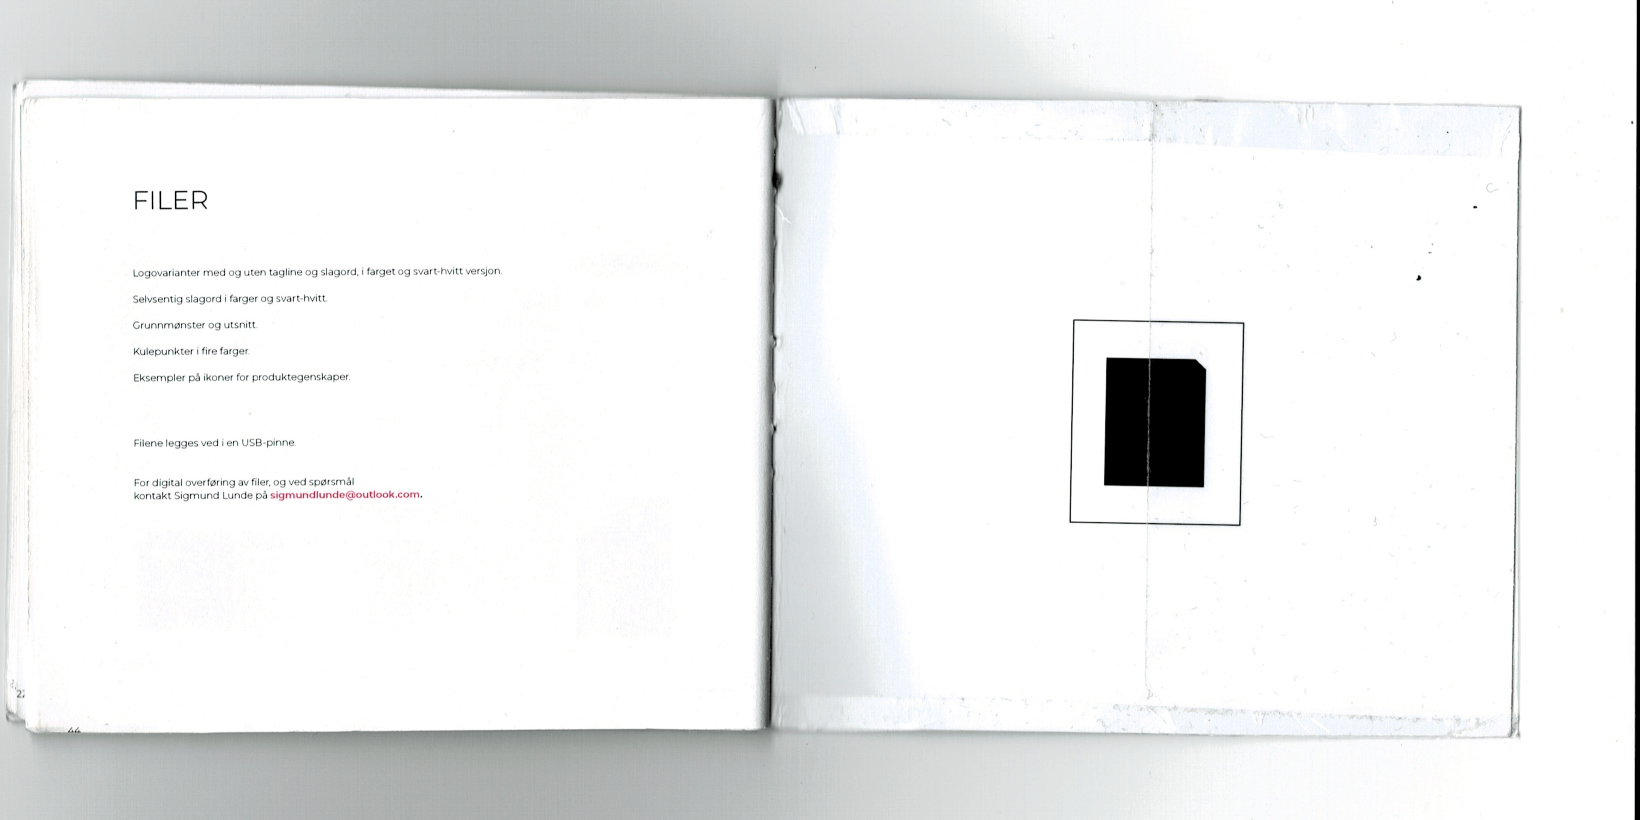 FILER
Logovarianter med og uten tagline og slagord, i farget og svart-hvitt versjon.
Selvsentig slagord i farger og svart-hvitt.
Grunnmønster og utsnitt.
Kulepunkter i fire farger.
Eksempler på ikoner for produktegenskaper.
Filene legges ved i en USB-pinne.
For digital overføring av filer, og ved spørsmål
kontakt Sigmund Lunde på sigmundlunde@outlook.com.
44